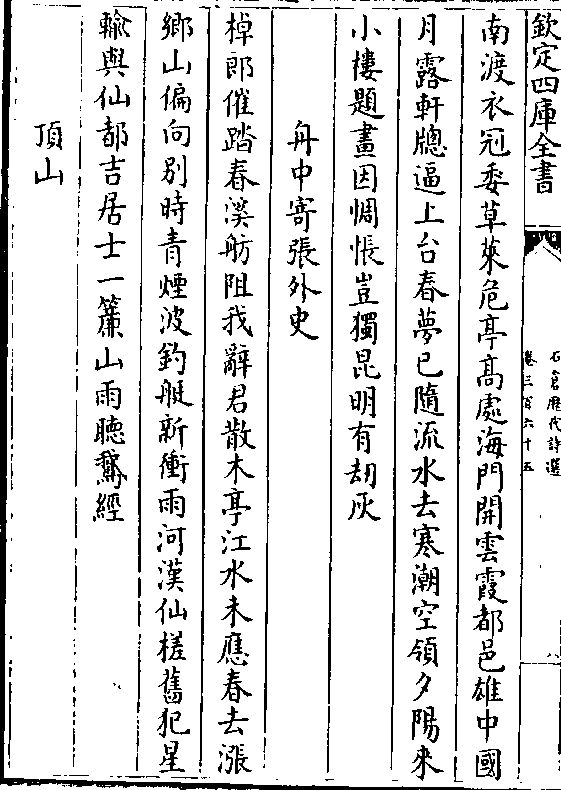 欽定四庫全書
石倉歷代詩選
卷三百六十五
八
南渡衣冠委草萊危亭高處海門開雲霞都邑雄中國
月露軒牕逼上台春夢已隨流水去寒潮空領夕陽來
小樓題畫因惆悵豈獨昆明有刼灰
舟中寄張外史
棹郎催踏春溪舫阻我辭君散木亭江水未應春去漲
鄉山偏向别時青煙波釣艇新衝雨河漢仙槎舊犯星
輸與仙都吉居士一簾山雨聽鵞經
頂山